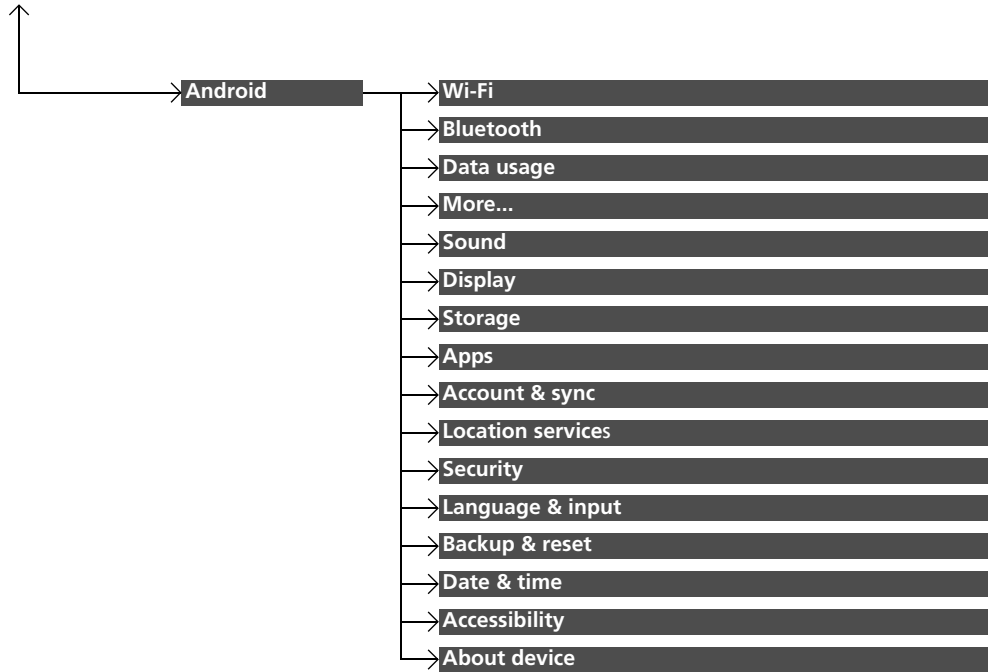 Android
Wi-Fi
Bluetooth
Data usage
More...
Sound
Display
Storage
Apps
Account & sync
Location services
Security
Language & input
Backup & reset
Date & time
Accessibility
About device